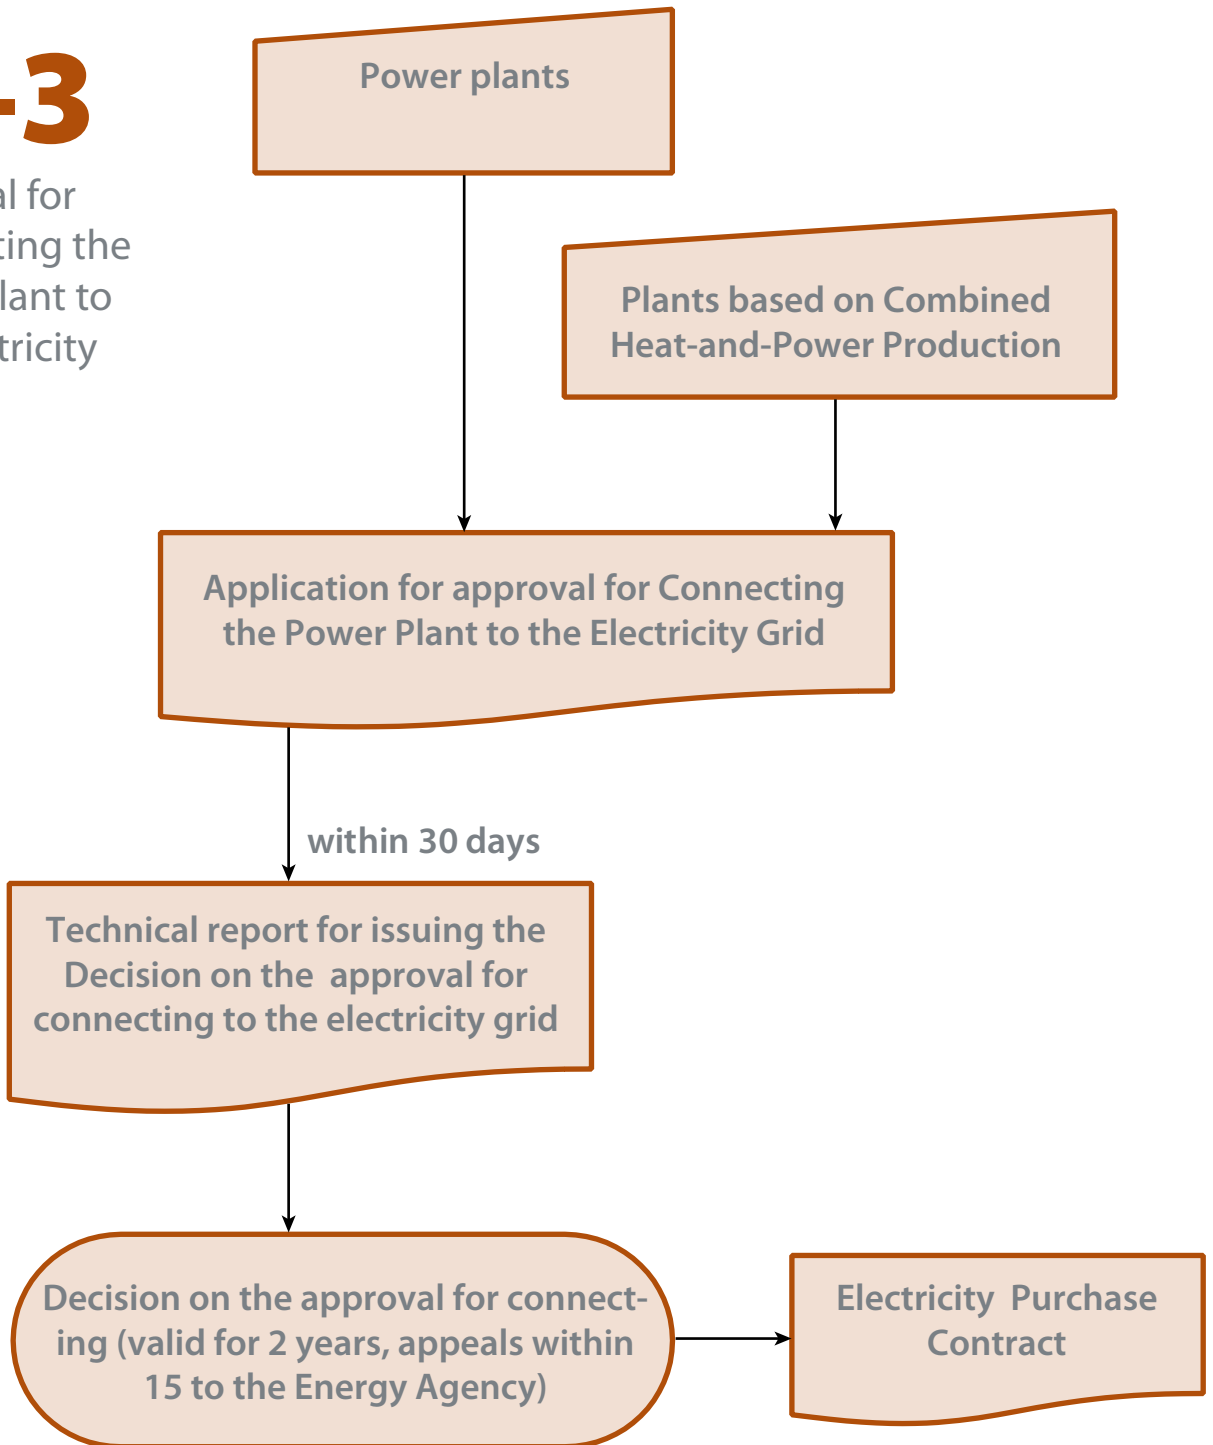 -3
al for
ting the
lant to
tricity
Power plants
Plants based on Combined
Heat-and-Power Production
Application for approval for Connecting
the Power Plant to the Electricity Grid
within 30 days
Technical report for issuing the
Decision on the approval for
connecting to the electricity grid
Decision on the approval for connect-
ing (valid for 2 years, appeals within
15 to the Energy Agency)
Electricity Purchase
Contract